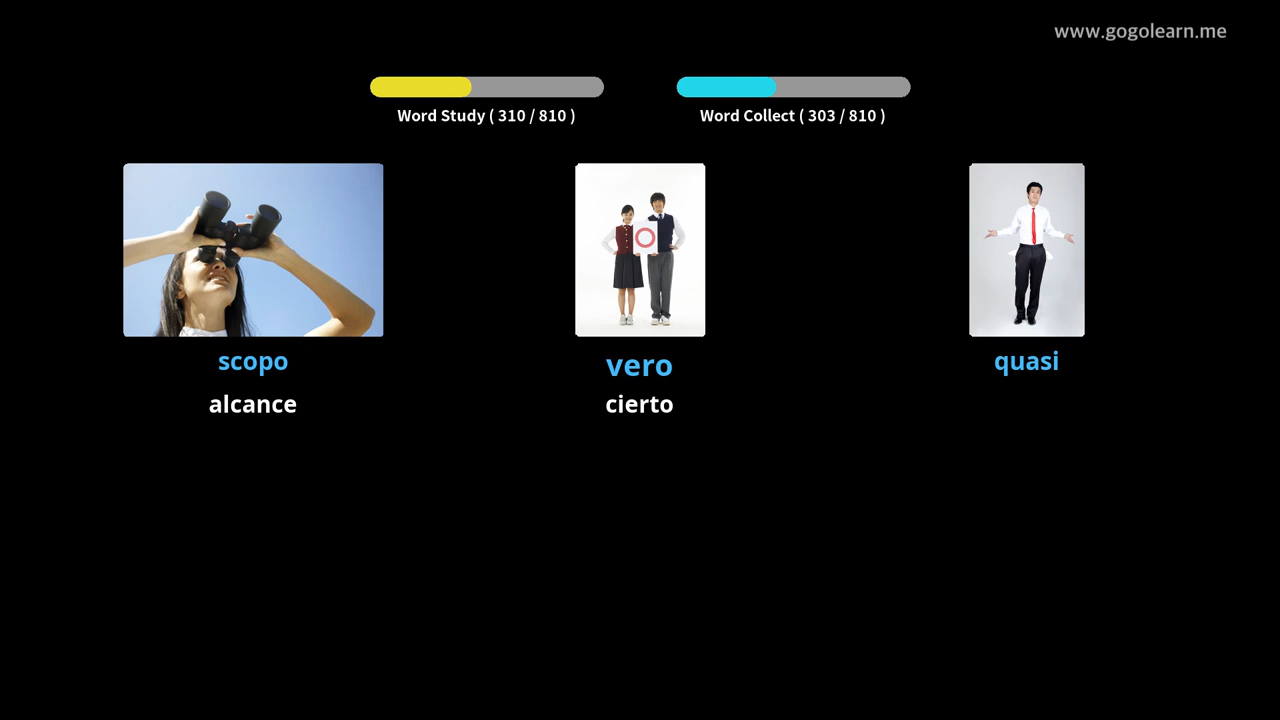 www.gogolearn.me
Word Study ( 310 / 810 )
Word Collect ( 303 / 810 )
scopo
alcance
vero
cierto
quasi